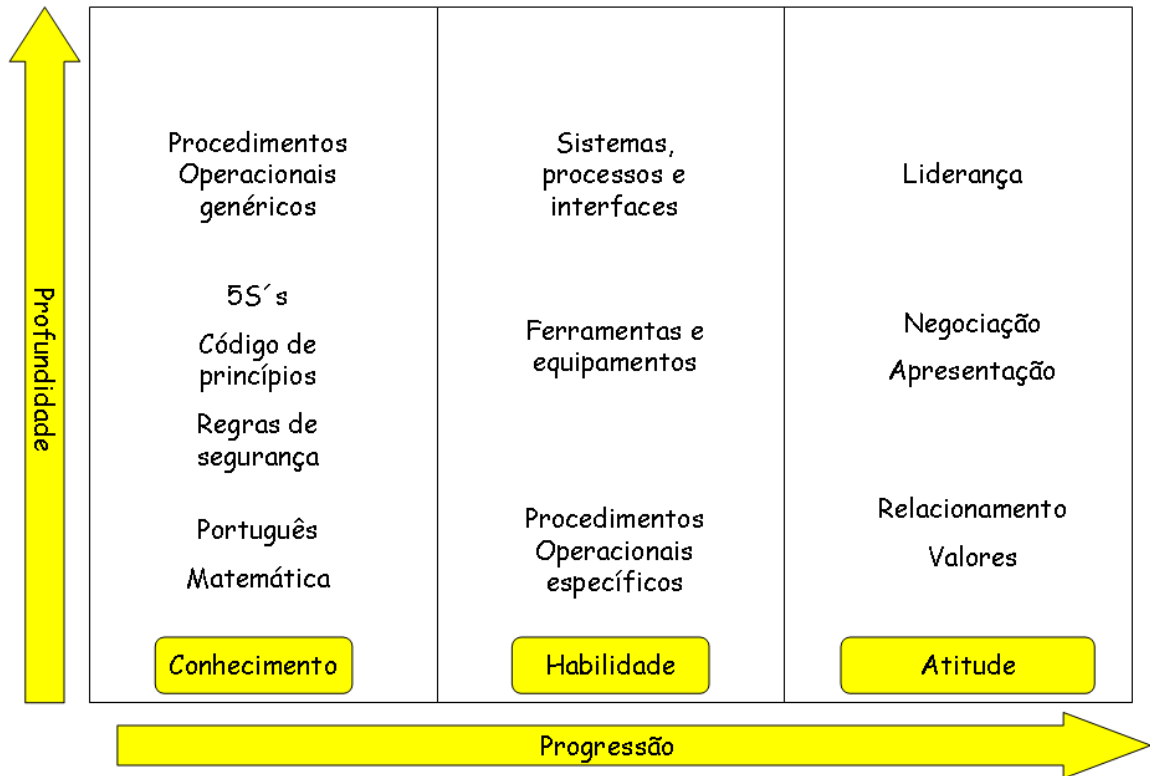 Profundidade
Procedimentos
Operacionais
genéricos
5S´s
Código de
princípios
Regras de
segurança
Português
Matemática
Conhecimento
Sistemas,
processos e
interfaces
Ferramentas e
equipamentos
Procedimentos
Operacionais
específicos
Habilidade
Liderança
Negociação
Apresentação
Relacionamento
Valores
Atitude
Progressão